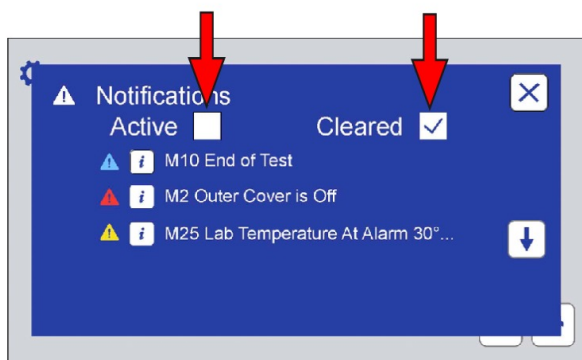 Notifications
Active Cleared
i M10 End of Test
i M2 Outer Cover is Off
i M25 Lab Temperature At Alarm 30°...